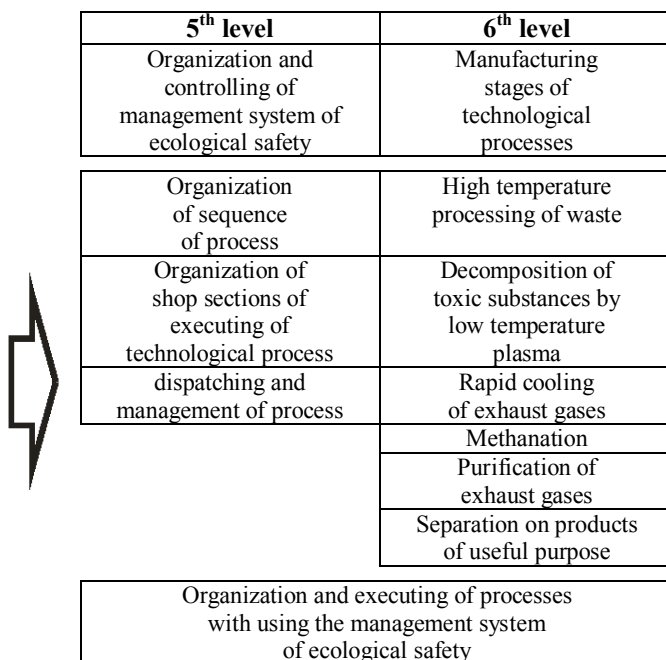 5th level
6th level
Organization and
controlling of
management system of
ecological safety
Manufacturing
stages of
technological
processes
Organization
of sequence
of process
High temperature
processing of waste
Organization of
shop sections of
executing of
technological process
Decomposition of
toxic substances by
low temperature
plasma
dispatching and
management of process
Rapid cooling
of exhaust gases
Methanation
Purification of
exhaust gases
Separation on products
of useful purpose
Organization and executing of processes
with using the management system
of ecological safety